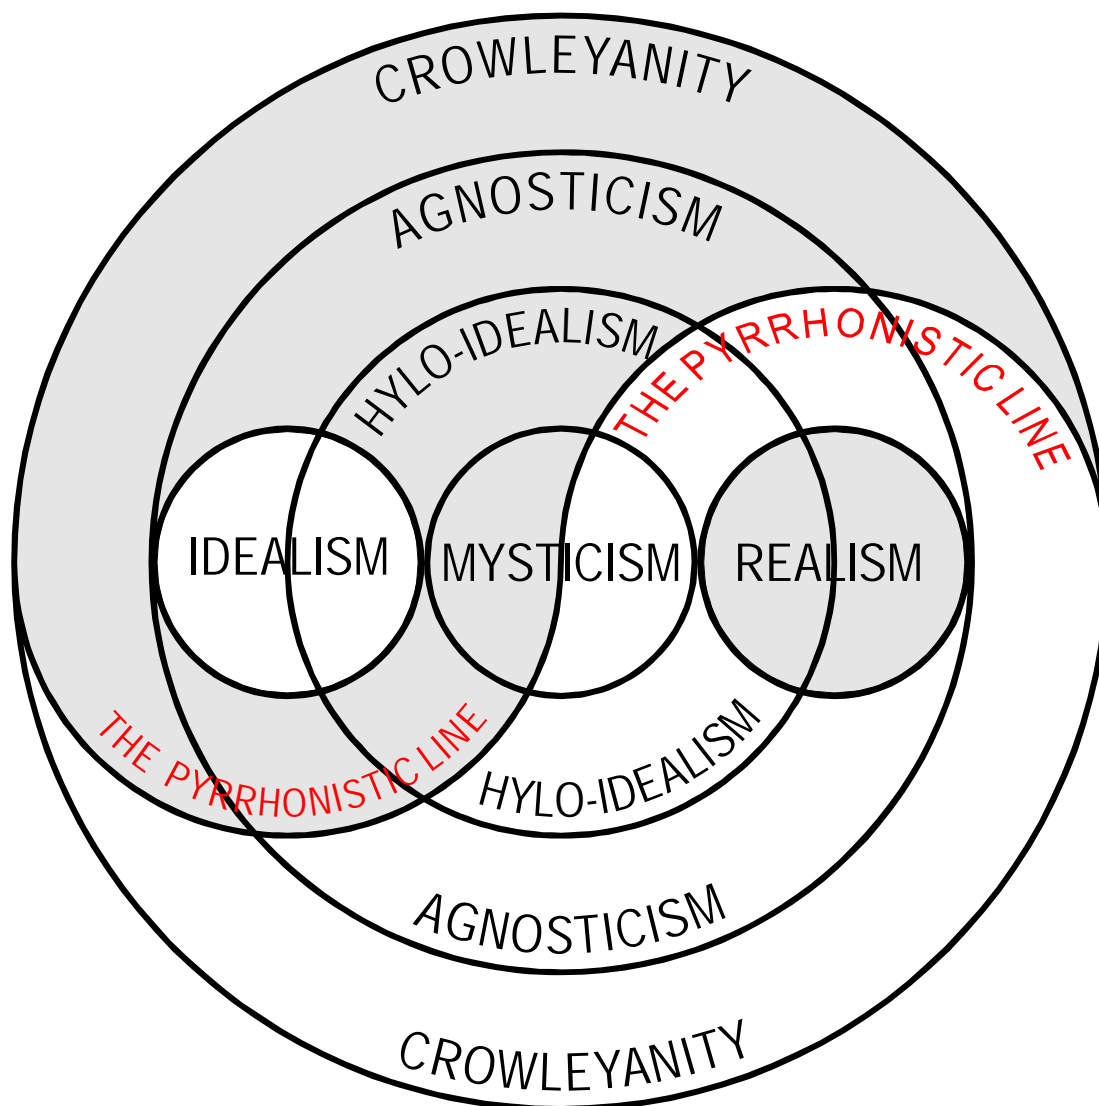 CROWLEYANITY
AGNOSTICISM
HYLO-IDEALISM
THE PYRRHONISTIC LINE
IDEALISM
MYSTICISM
REALISM
THE PYRRHONISTIC LINE
HYLO-IDEALISM
AGNOSTICISM
CROWLEYANITY